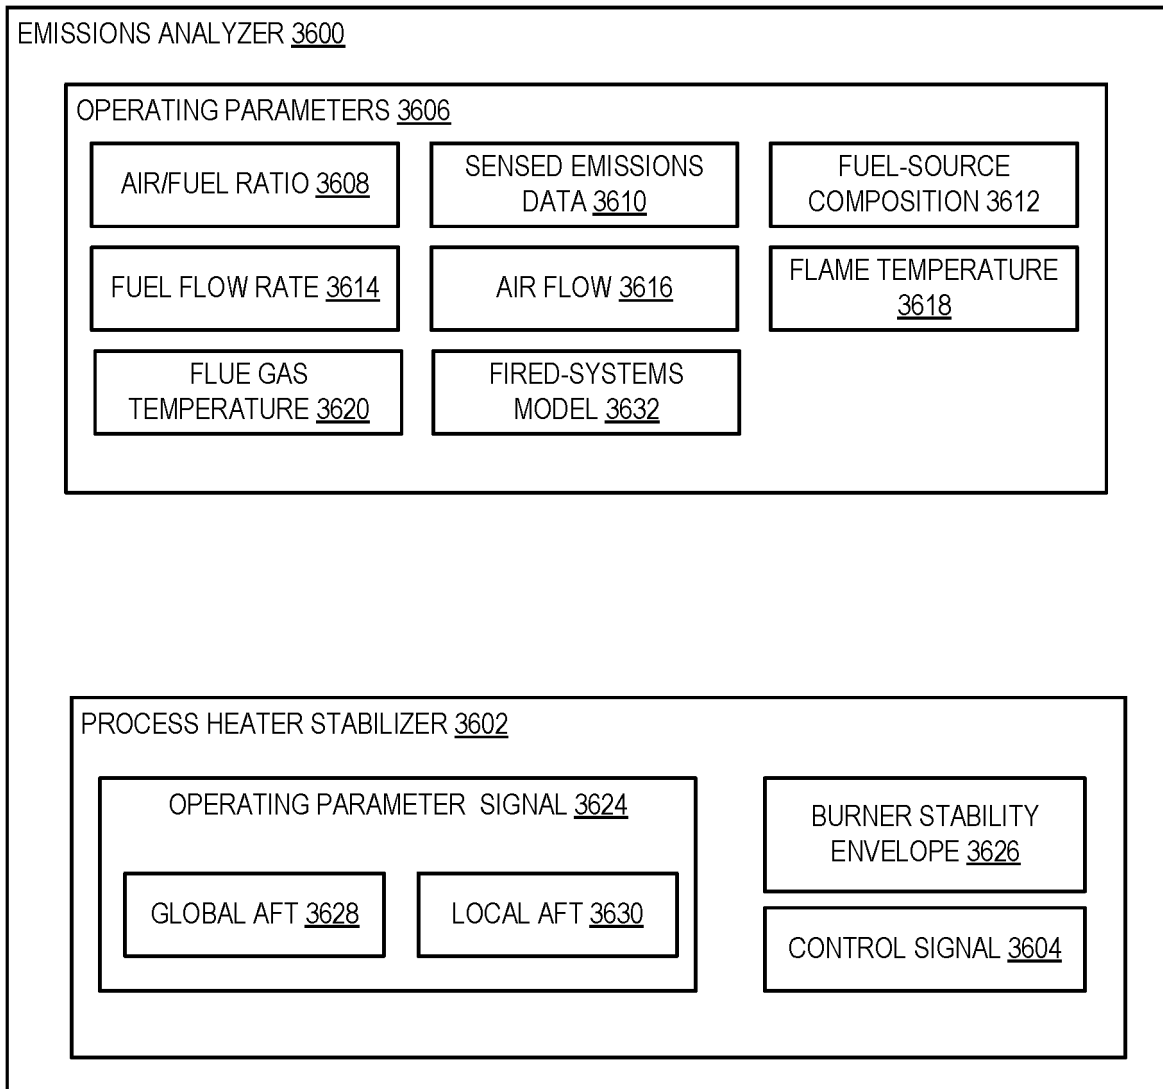 EMISSIONS ANALYZER 3600
OPERATING PARAMETERS 3606
AIR/FUEL RATIO 3608
SENSED EMISSIONS
DATA 3610
FUEL-SOURCE
COMPOSITION 3612
FUEL FLOW RATE 3614
AIR FLOW 3616
FLAME TEMPERATURE
3618
FLUE GAS
TEMPERATURE 3620
FIRED-SYSTEMS
MODEL 3632
PROCESS HEATER STABILIZER 3602
OPERATING PARAMETER SIGNAL 3624
GLOBAL AFT 3628
LOCAL AFT 3630
BURNER STABILITY
ENVELOPE 3626
CONTROL SIGNAL 3604